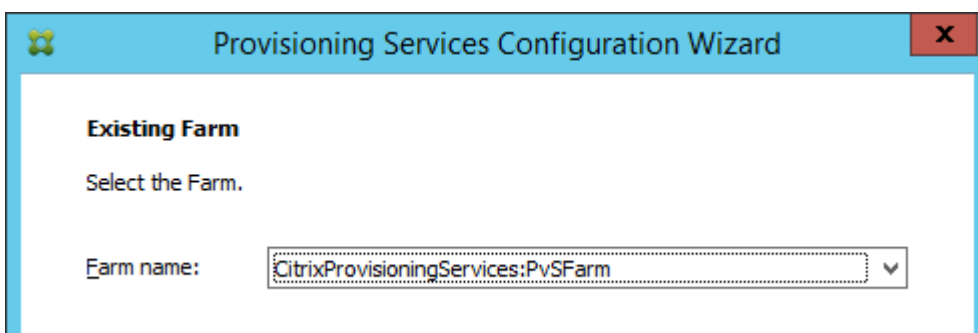 Provisioning Services Configuration Wizard
x
Existing Farm
Select the Farm.
Farm name: CitrixProvisioningServices:PvSFarm